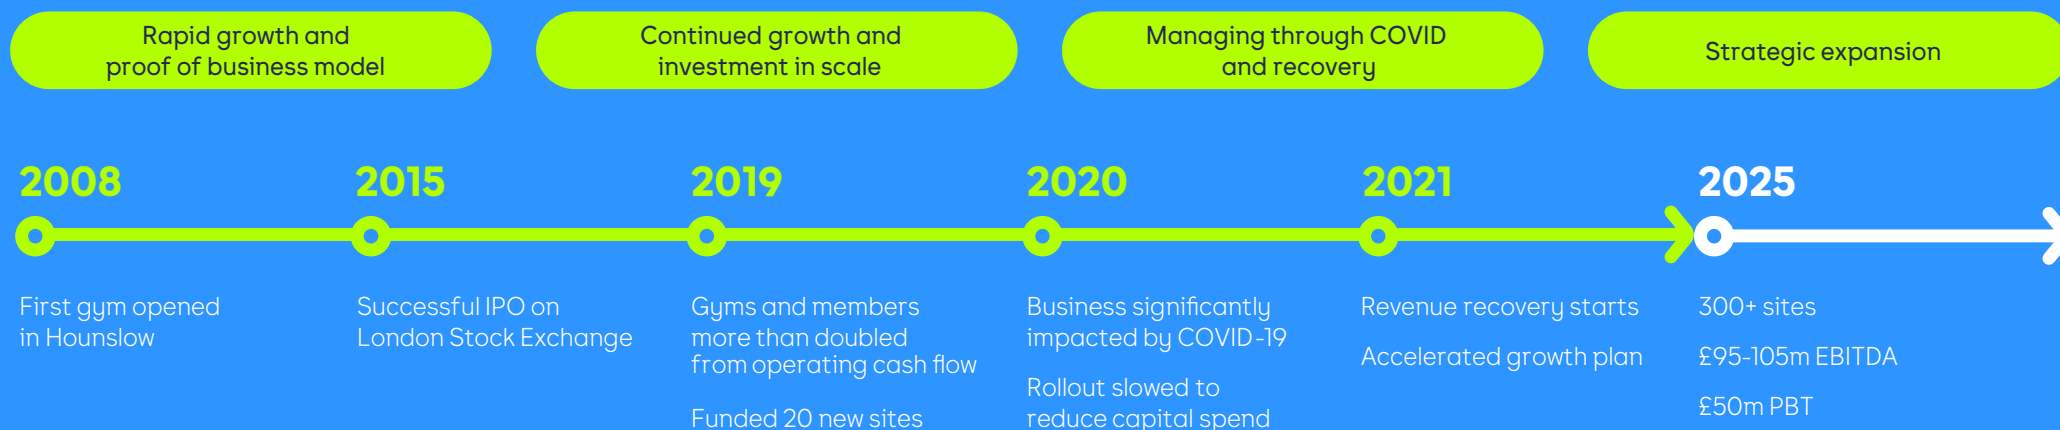 Rapid growth and
proof of business model
Continued growth and
investment in scale
Managing through COVID
and recovery
Strategic expansion
2008
First gym opened
in Hounslow
2015
Successful IPO on
London Stock Exchange
2019
Gyms and members
more than doubled
from operating cash flow
Funded 20 new sites
2020
Business significantly
impacted by COVID-19
Rollout slowed to
reduce capital spend
2021
Revenue recovery starts
Accelerated growth plan
2025
300+ sites
£95-105m EBITDA
£50m PBT